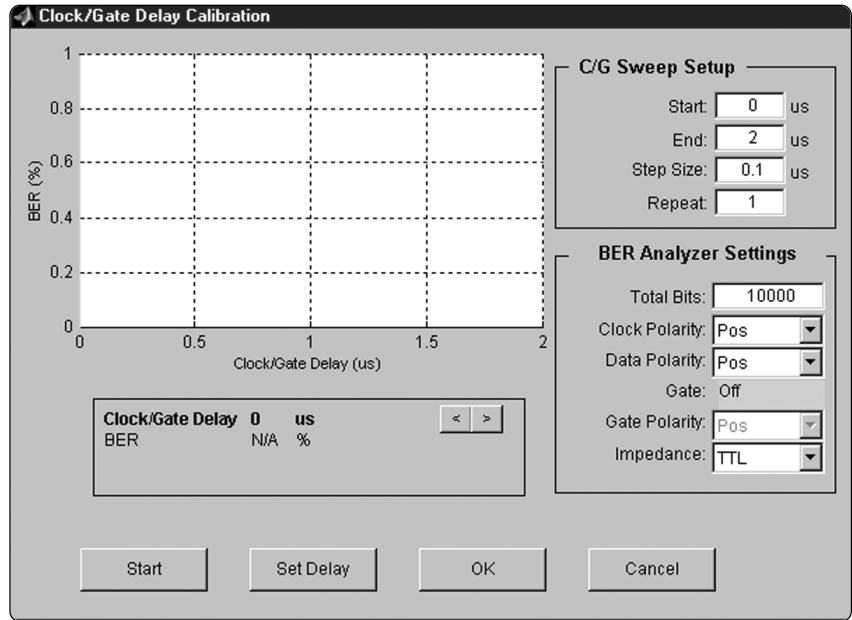 Clock/Gate Delay Calibration
1
0.8
0.6
0.4
0.2
0
BER (%)
0 0.5 1 1.5 2
Clock/Gate Delay (us)
Clock/Gate Delay 0 us < >
BER N/A %
C/G Sweep Setup
Start: 0 us
End: 2 us
Step Size: 0.1 us
Repeat: 1
BER Analyzer Settings
Total Bits: 10000
Clock Polarity: Pos
Data Polarity: Pos
Gate: Off
Gate Polarity: Pos
Impedance: TTL
Start Set Delay OK Cancel